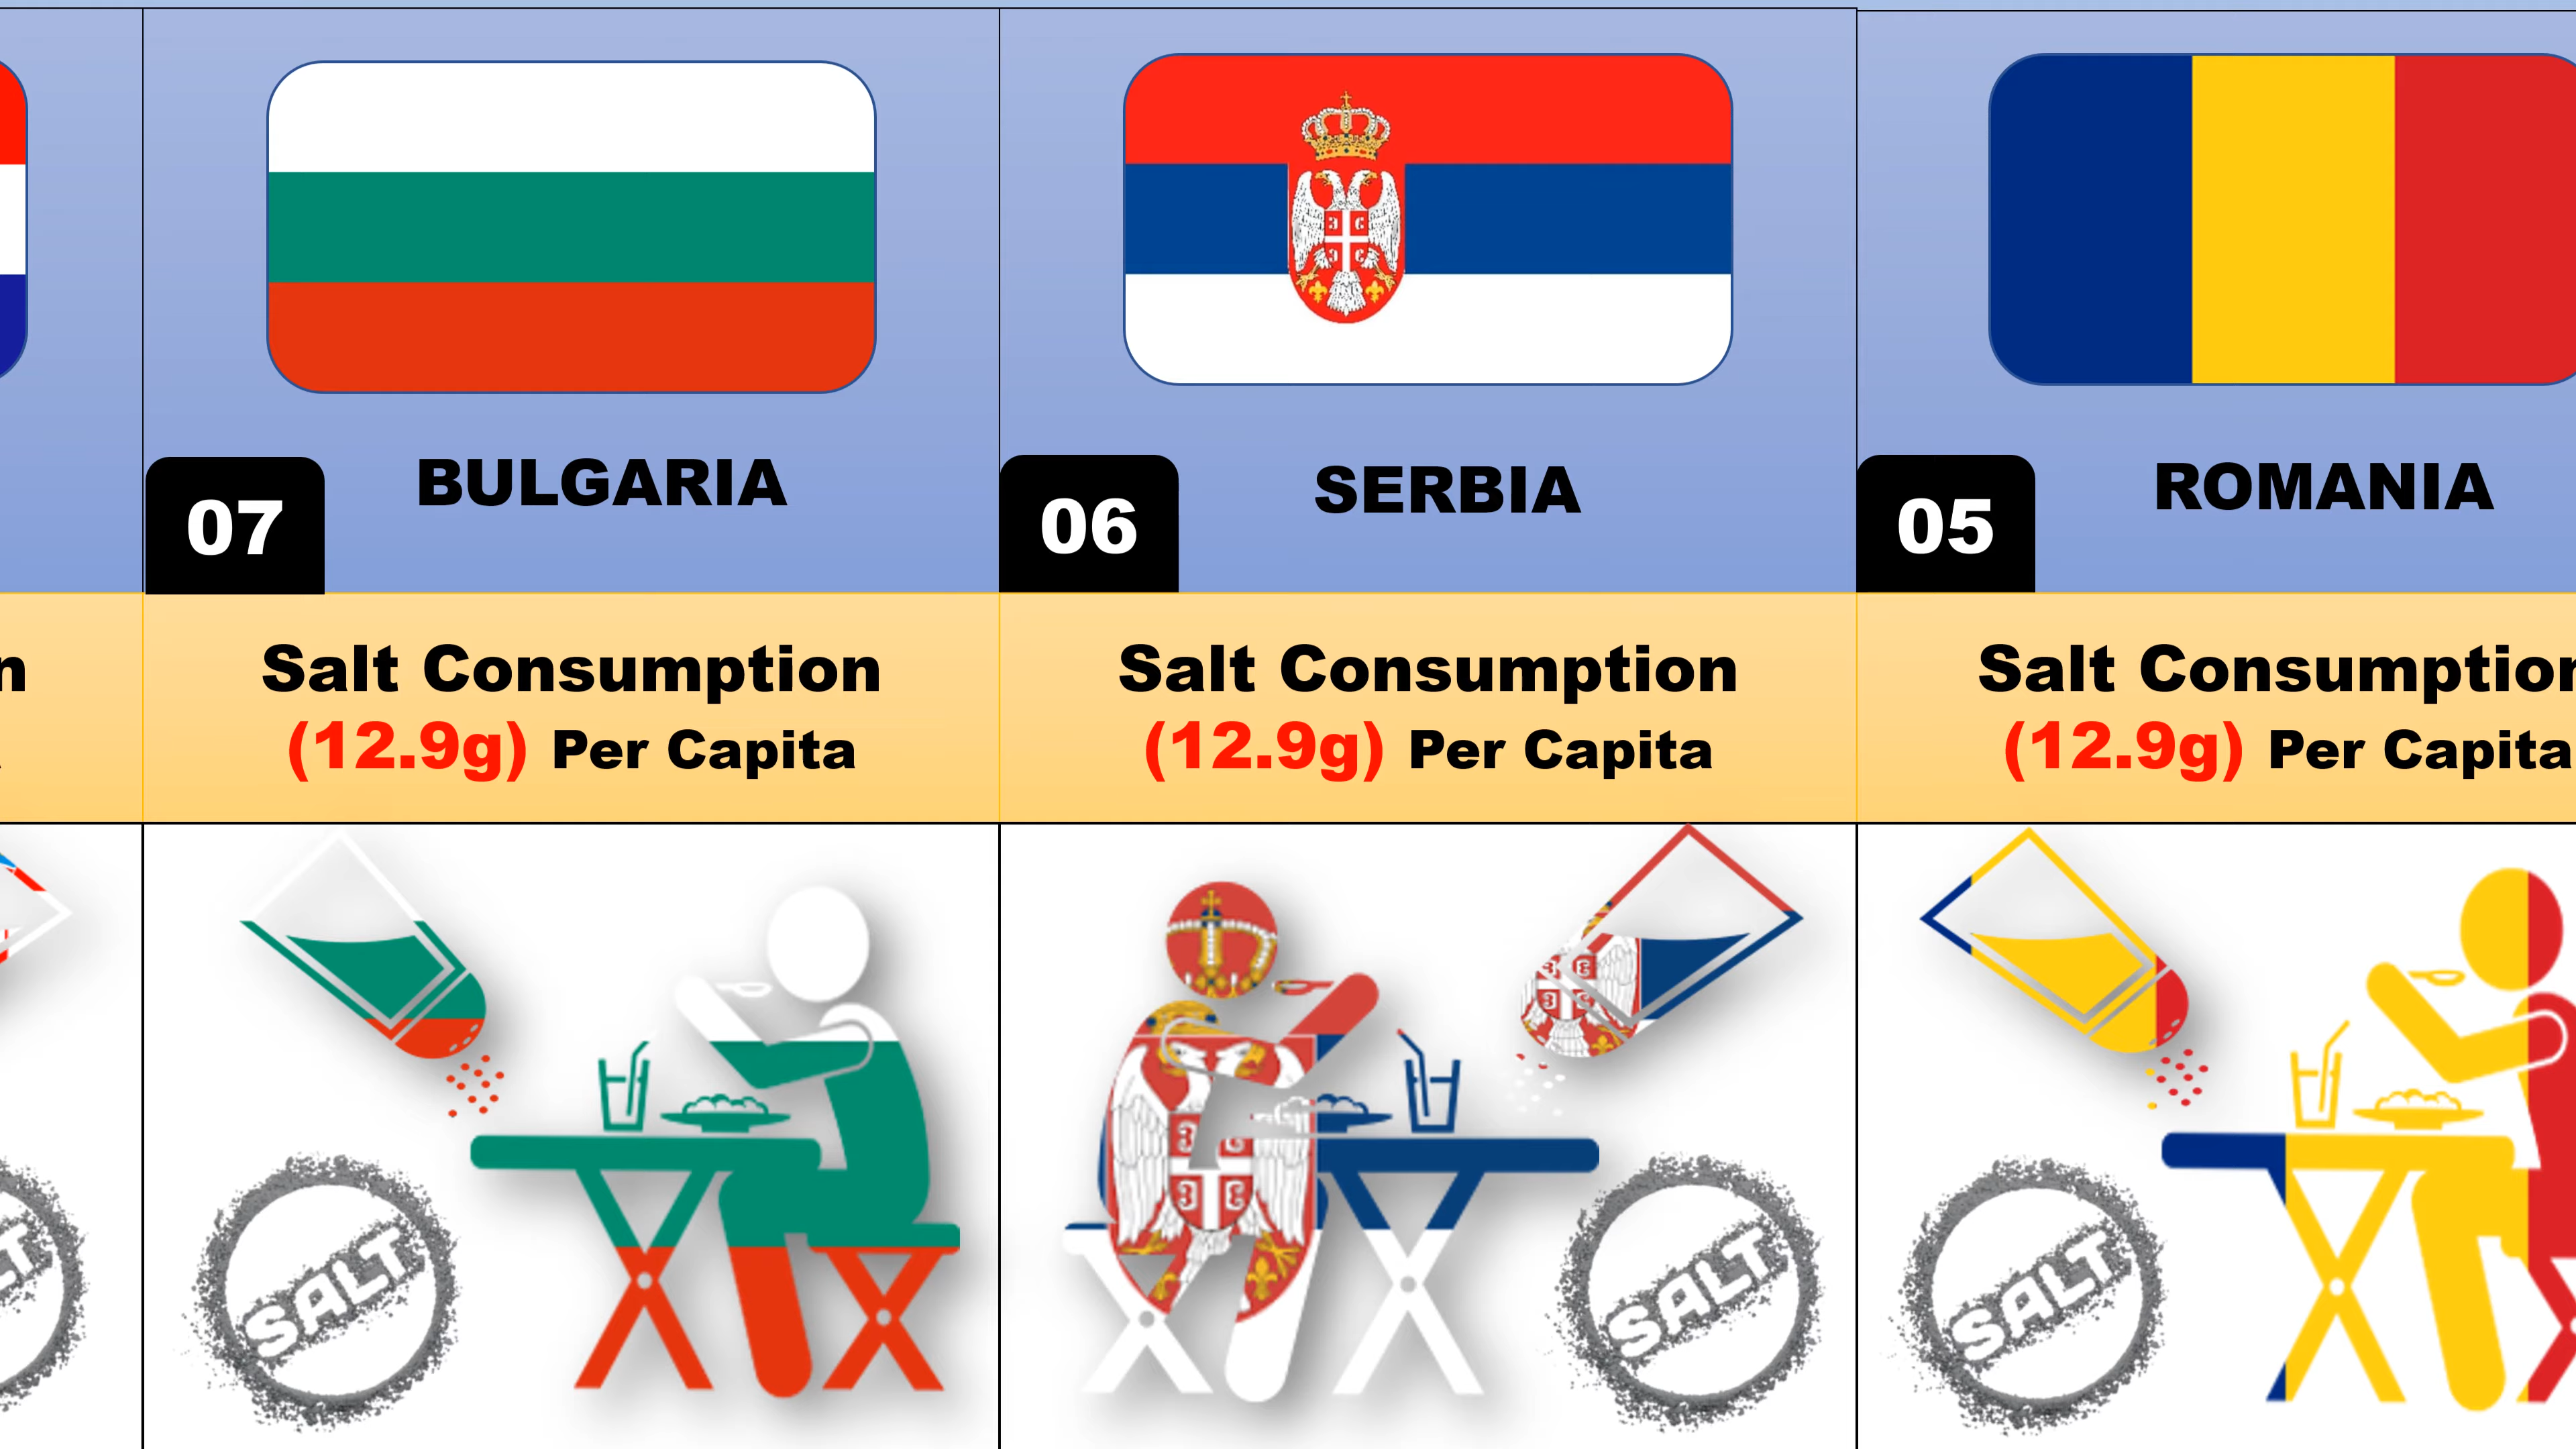 BULGARIA
07
SERBIA
06
ROMANIA
05
n
Salt Consumption
(12.9g) Per Capita
Salt Consumption
(12.9g) Per Capita
Salt Consumption
(12.9g) Per Capita
LT
SALT
SALT
SALT